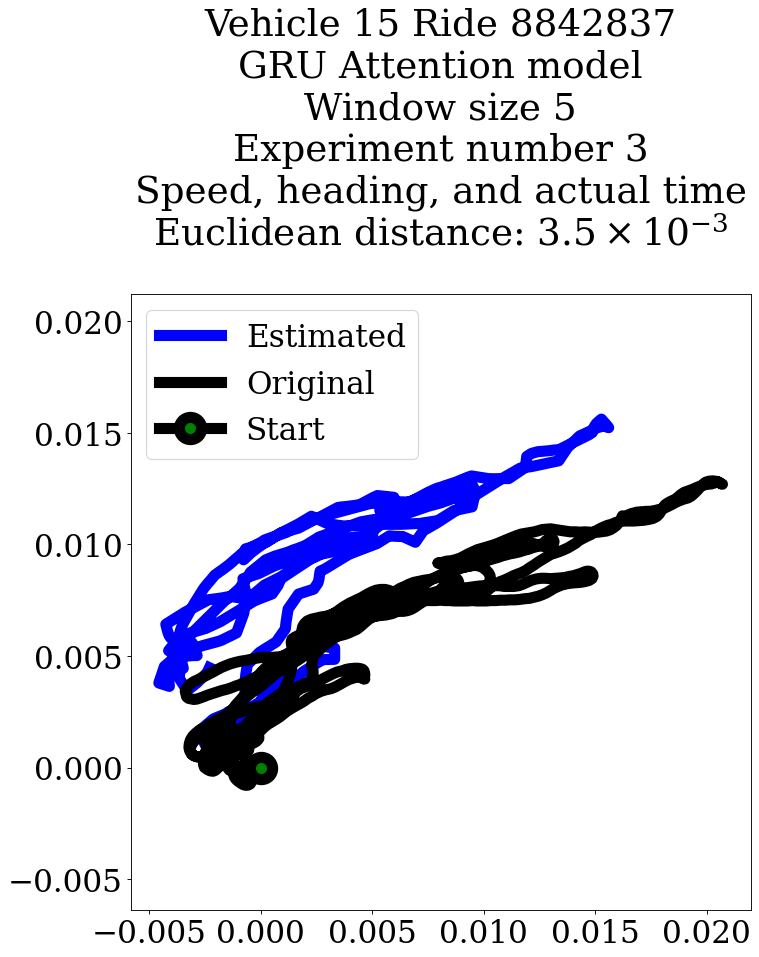 Vehicle 15 Ride 8842837
GRU Attention model
Window size 5
Experiment number 3
Speed, heading, and actual time
Euclidean distance: 3.5 × 10⁻³
0.020
0.015
0.010
0.005
0.000
−0.005
Estimated
Original
Start
−0.005 0.000 0.005 0.010 0.015 0.020